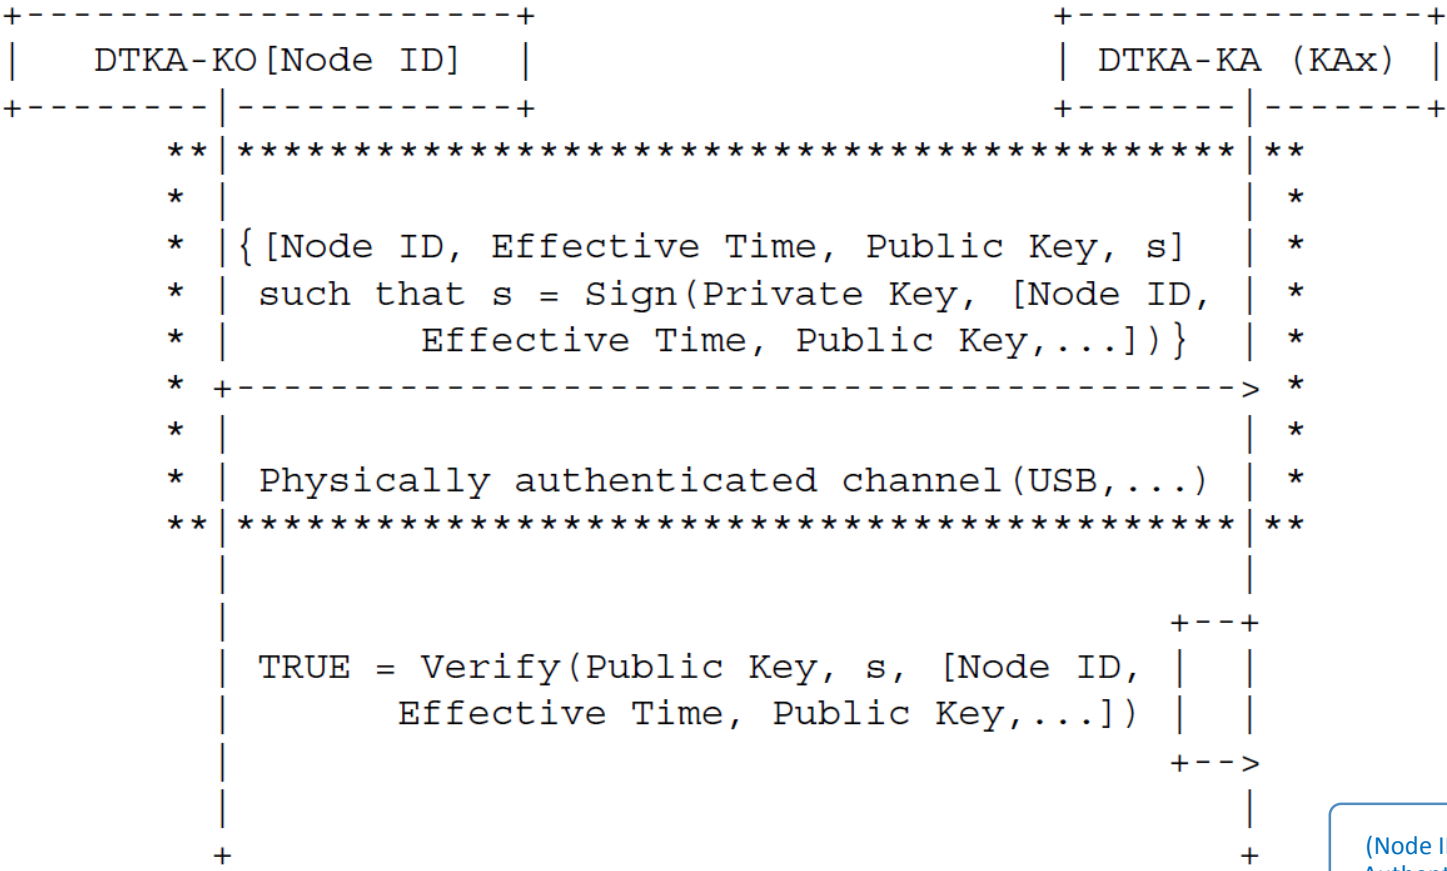 DTKA-KO[Node ID]
DTKA-KA (KAx)
{[Node ID, Effective Time, Public Key, s]
such that s = Sign(Private Key, [Node ID,
Effective Time, Public Key,...])}
Physically authenticated channel(USB,...)
TRUE = Verify(Public Key, s, [Node ID,
Effective Time, Public Key,...])
(Node